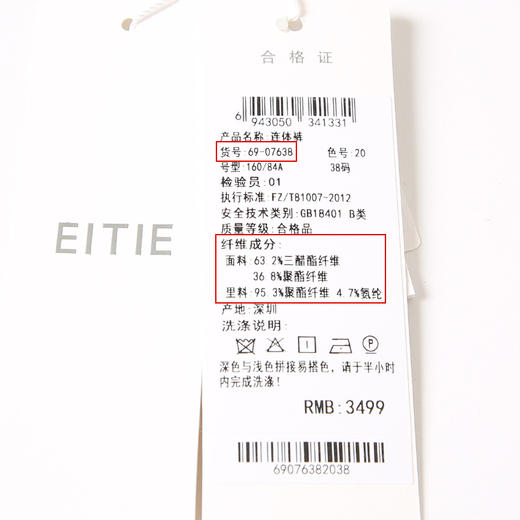 合格证
6 943050 341331
产品名称:连体裤
货号:69-07638 色号:20
号型:160/84A 38码
检验员:01
执行标准:FZ/T81007-2012
安全技术类别:GB18401 B类
质量等级:合格品
纤维成分:
面料:63.2%三醋酯纤维
36.8%聚酯纤维
里料:95.3%聚酯纤维 4.7%氨纶
产地:深圳
洗涤说明:
P
深色与浅色拼接易搭色,请于半小时
内完成洗涤!
RMB:3499
69076382038
EITIE